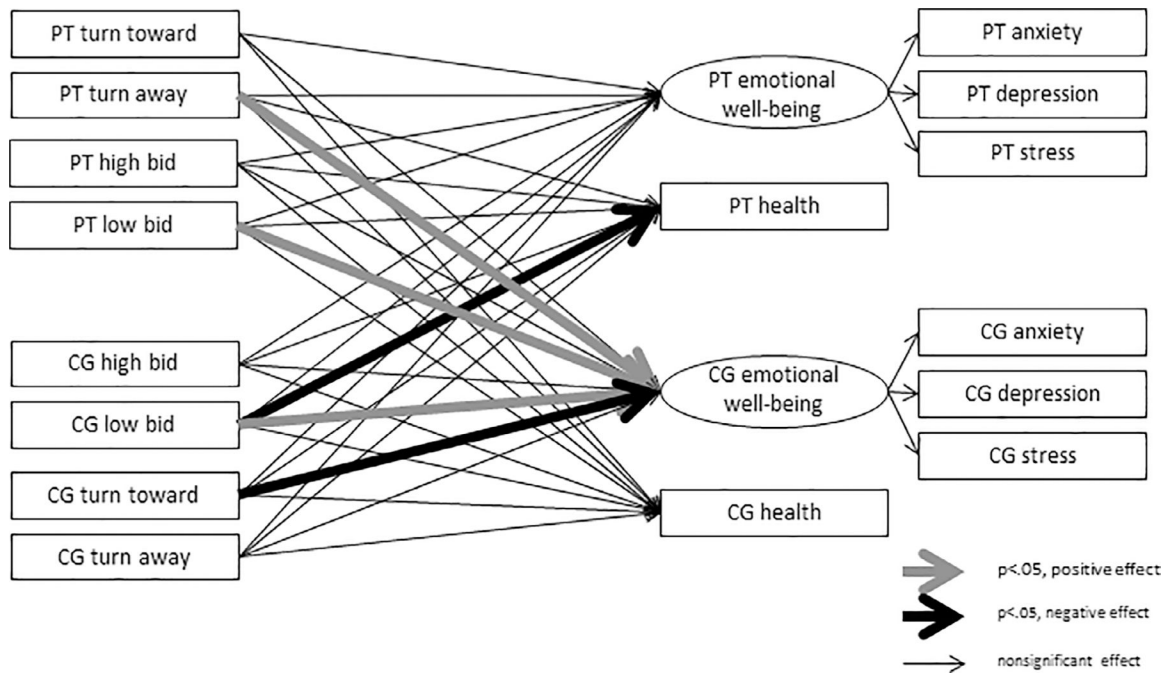 PT turn toward
PT turn away
PT high bid
PT low bid
CG high bid
CG low bid
CG turn toward
CG turn away
PT emotional
well-being
PT health
CG emotional
well-being
CG health
PT anxiety
PT depression
PT stress
CG anxiety
CG depression
CG stress
p<.05, positive effect
p<.05, negative effect
nonsignificant effect